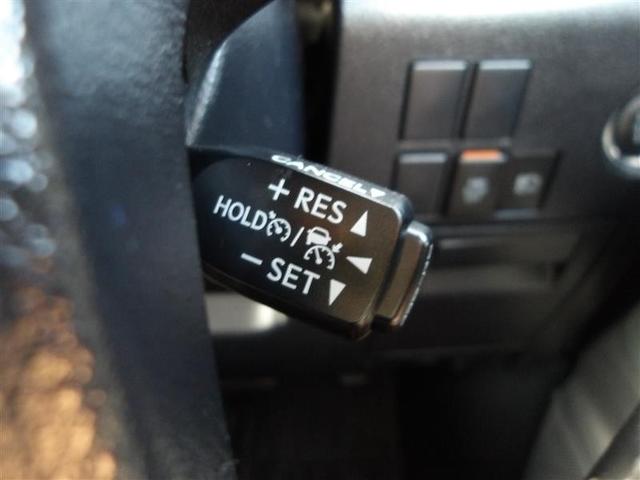 CANCEL
+ RES
HOLD /
− SET